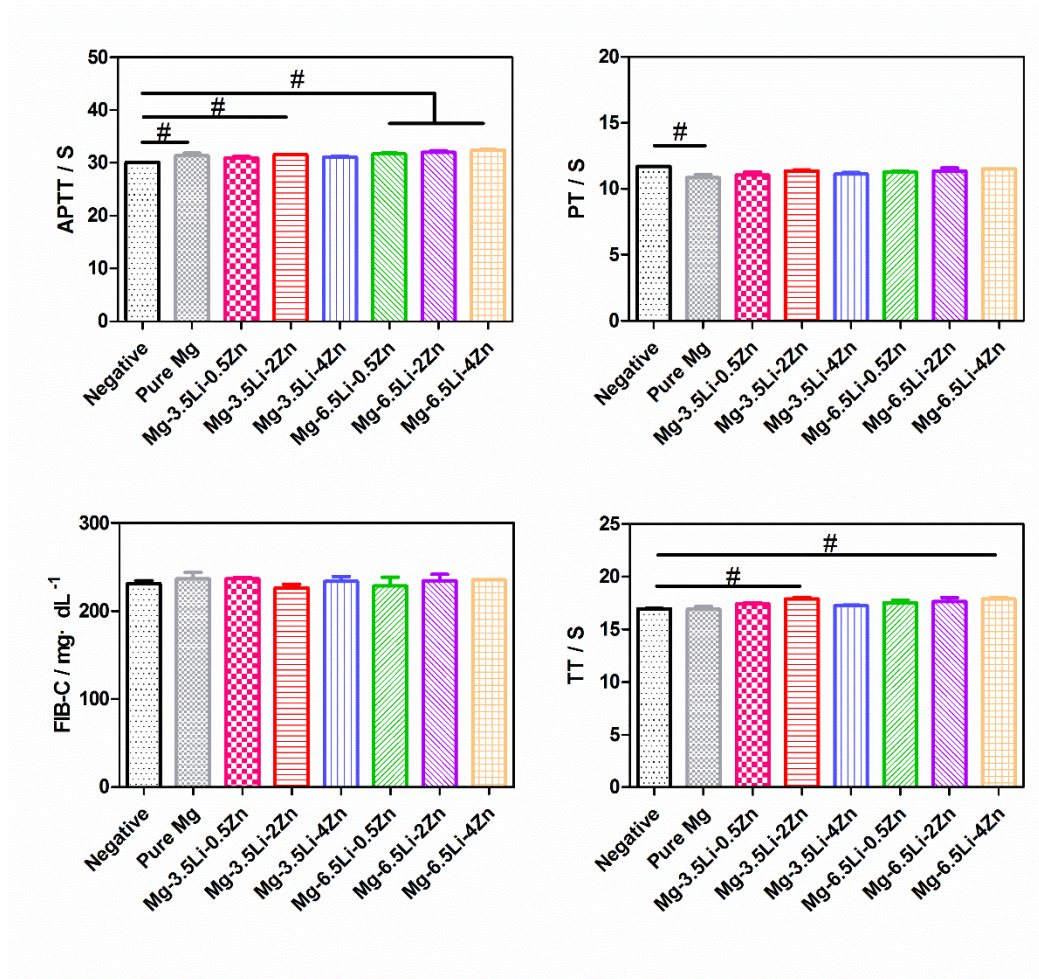 50
40
30
20
10
0
APTT / S
#
#
#
Negative
Pure Mg
Mg-3.5Li-0.5Zn
Mg-3.5Li-2Zn
Mg-3.5Li-4Zn
Mg-6.5Li-0.5Zn
Mg-6.5Li-2Zn
Mg-6.5Li-4Zn
20
15
10
5
0
PT / S
#
Negative
Pure Mg
Mg-3.5Li-0.5Zn
Mg-3.5Li-2Zn
Mg-3.5Li-4Zn
Mg-6.5Li-0.5Zn
Mg-6.5Li-2Zn
Mg-6.5Li-4Zn
300
200
100
0
FIB-C / mg· dL⁻¹
Negative
Pure Mg
Mg-3.5Li-0.5Zn
Mg-3.5Li-2Zn
Mg-3.5Li-4Zn
Mg-6.5Li-0.5Zn
Mg-6.5Li-2Zn
Mg-6.5Li-4Zn
25
20
15
10
5
0
TT / S
#
#
Negative
Pure Mg
Mg-3.5Li-0.5Zn
Mg-3.5Li-2Zn
Mg-3.5Li-4Zn
Mg-6.5Li-0.5Zn
Mg-6.5Li-2Zn
Mg-6.5Li-4Zn